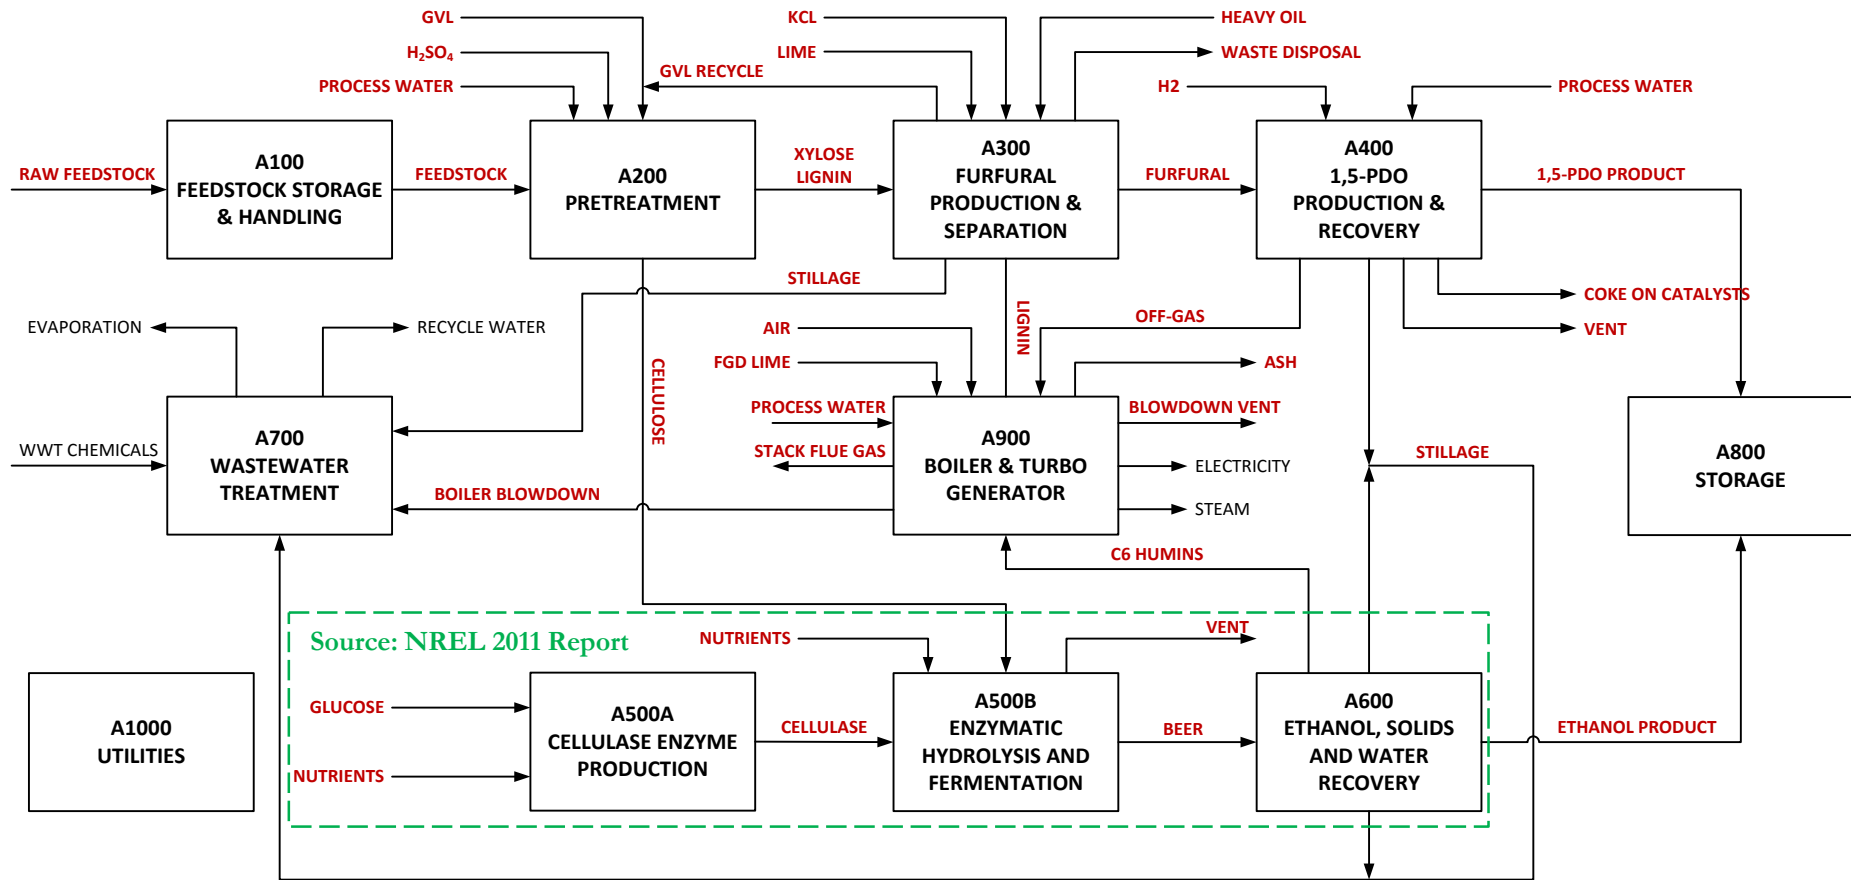 GVL
KCL
HEAVY OIL
H₂SO₄
LIME
WASTE DISPOSAL
GVL RECYCLE
PROCESS WATER
H2
PROCESS WATER
RAW FEEDSTOCK
A100
FEEDSTOCK STORAGE
& HANDLING
FEEDSTOCK
A200
PRETREATMENT
XYLOSE
LIGNIN
A300
FURFURAL
PRODUCTION &
SEPARATION
FURFURAL
A400
1,5-PDO
PRODUCTION &
RECOVERY
1,5-PDO PRODUCT
STILLAGE
COKE ON CATALYSTS
EVAPORATION
RECYCLE WATER
AIR
LIGNIN
OFF-GAS
VENT
FGD LIME
ASH
CELLULOSE
PROCESS WATER
BLOWDOWN VENT
WWT CHEMICALS
A700
WASTEWATER
TREATMENT
STACK FLUE GAS
A900
BOILER & TURBO
GENERATOR
ELECTRICITY
STILLAGE
A800
STORAGE
BOILER BLOWDOWN
STEAM
C6 HUMINS
Source: NREL 2011 Report
NUTRIENTS
VENT
A1000
UTILITIES
GLUCOSE
NUTRIENTS
A500A
CELLULASE ENZYME
PRODUCTION
CELLULASE
A500B
ENZYMATIC
HYDROLYSIS AND
FERMENTATION
BEER
A600
ETHANOL, SOLIDS
AND WATER
RECOVERY
ETHANOL PRODUCT